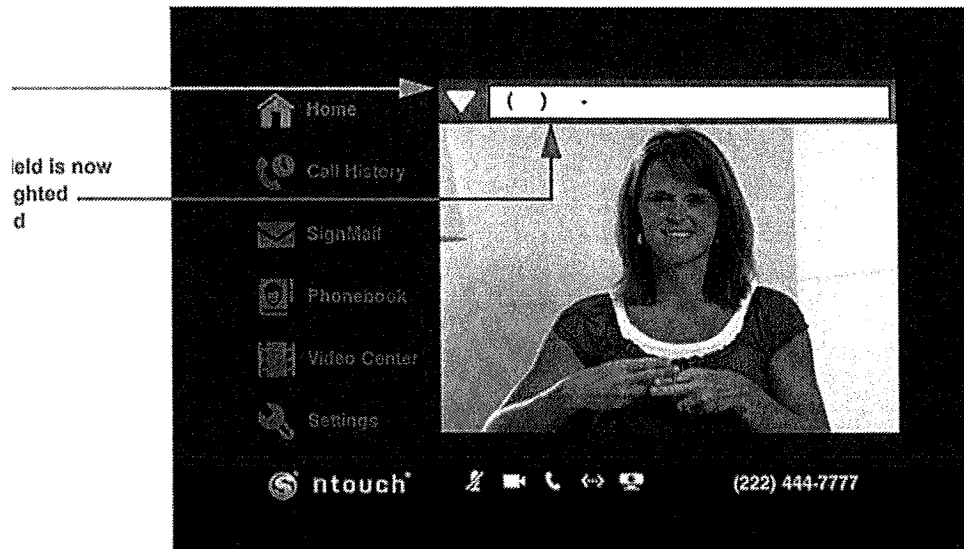 ( ) -
Home
ield is now
ghted
d
Call History
SignMail
Phonebook
Video Center
Settings
ntouch
(222) 444-7777